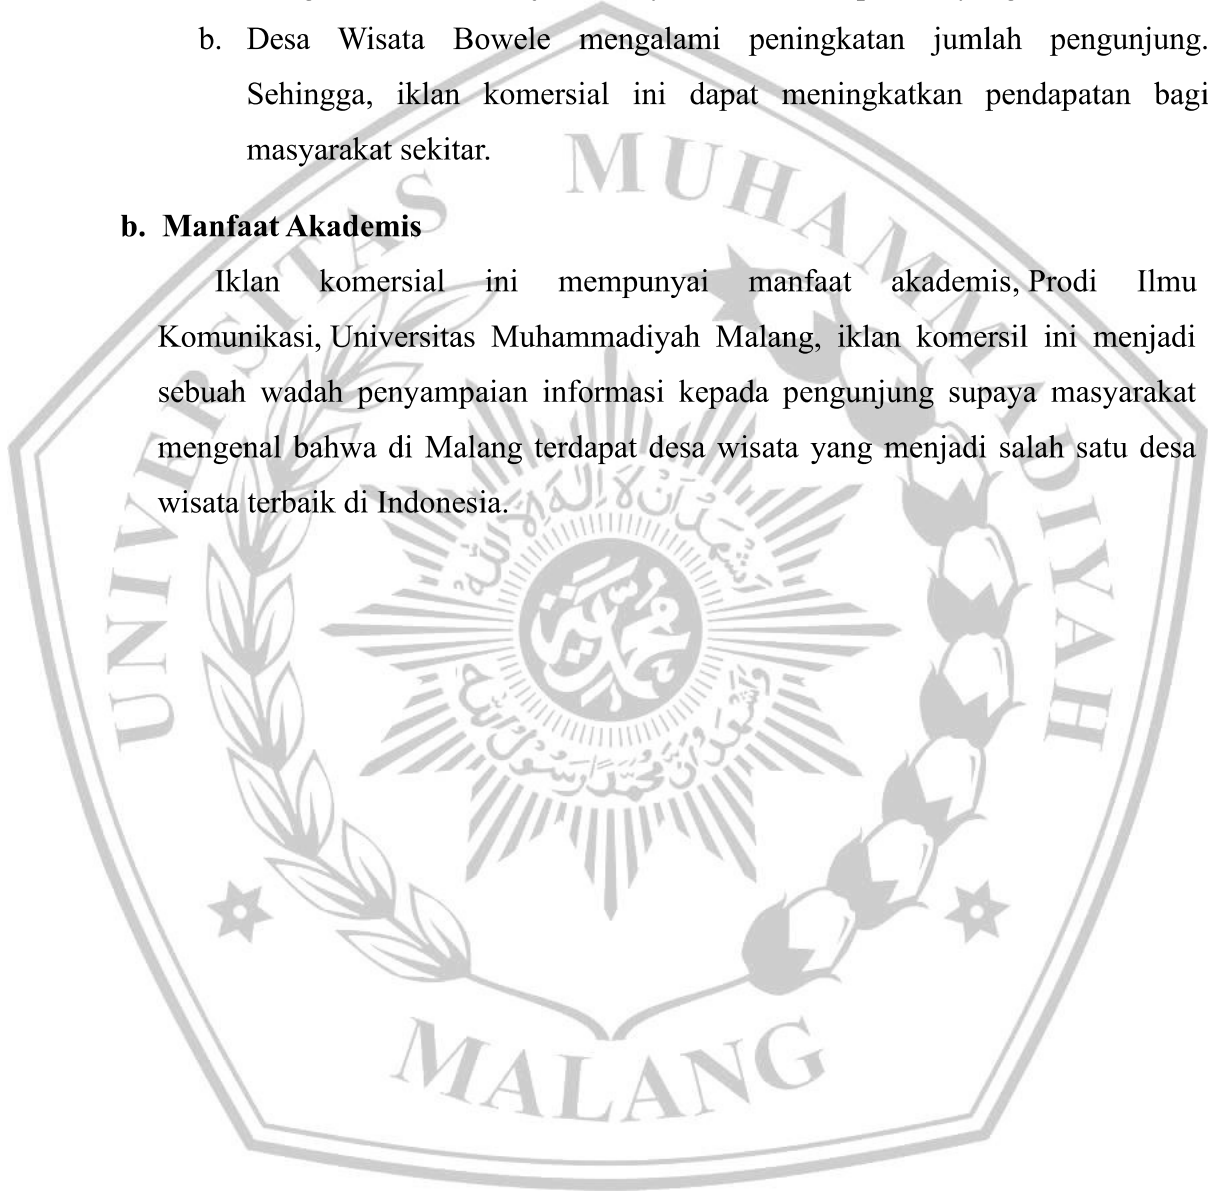 b. Desa Wisata Bowele mengalami peningkatan jumlah pengunjung.
Sehingga, iklan komersial ini dapat meningkatkan pendapatan bagi
masyarakat sekitar.
b. Manfaat Akademis
Iklan komersial ini mempunyai manfaat akademis, Prodi Ilmu
Komunikasi, Universitas Muhammadiyah Malang, iklan komersil ini menjadi
sebuah wadah penyampaian informasi kepada pengunjung supaya masyarakat
mengenal bahwa di Malang terdapat desa wisata yang menjadi salah satu desa
wisata terbaik di Indonesia.
UNIVERSITAS MUHAMMADIYAH
MALANG